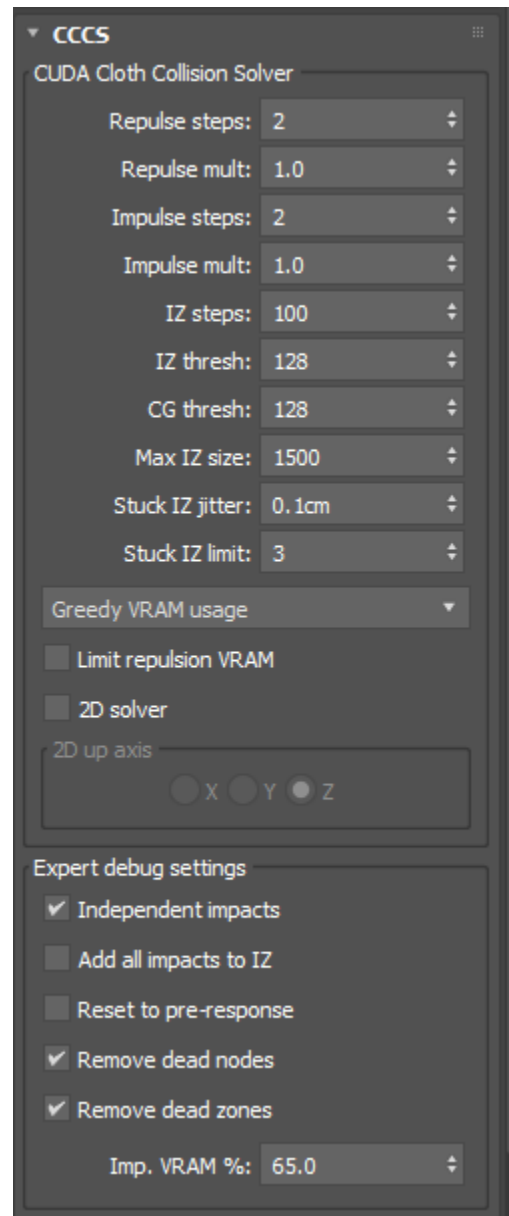 CCCS
CUDA Cloth Collision Solver
Repulse steps: 2
Repulse mult: 1.0
Impulse steps: 2
Impulse mult: 1.0
IZ steps: 100
IZ thresh: 128
CG thresh: 128
Max IZ size: 1500
Stuck IZ jitter: 0.1cm
Stuck IZ limit: 3
Greedy VRAM usage
Limit repulsion VRAM
2D solver
2D up axis
X Y Z
Expert debug settings
Independent impacts
Add all impacts to IZ
Reset to pre-response
Remove dead nodes
Remove dead zones
Imp. VRAM %: 65.0